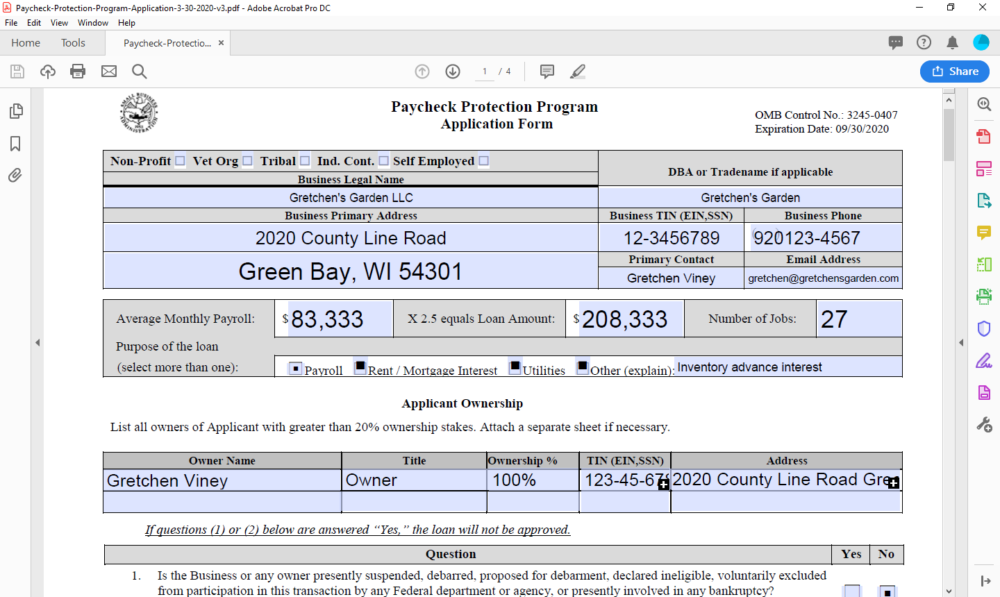 Paycheck-Protection-Program-Application-3-30-2020-v3.pdf - Adobe Acrobat Pro DC
File Edit View Window Help
Home Tools Paycheck-Protectio... ×
1 / 4 Share
SMALL BUSINESS ADMINISTRATION 1953
Paycheck Protection Program
Application Form
OMB Control No.: 3245-0407
Expiration Date: 09/30/2020
Non-Profit Vet Org Tribal Ind. Cont. Self Employed
DBA or Tradename if applicable
Business Legal Name
Gretchen's Garden LLC Gretchen's Garden
Business Primary Address Business TIN (EIN,SSN) Business Phone
2020 County Line Road 12-3456789 (920)123-4567
Primary Contact Email Address
Green Bay, WI 54301 Gretchen Viney gretchen@gretchensgarden.com
Average Monthly Payroll: $ 83,333 X 2.5 equals Loan Amount: $ 208,333 Number of Jobs: 27
Purpose of the loan
(select more than one): Payroll Rent / Mortgage Interest Utilities Other (explain): Inventory advance interest
Applicant Ownership
List all owners of Applicant with greater than 20% ownership stakes. Attach a separate sheet if necessary.
Owner Name Title Ownership % TIN (EIN,SSN) Address
Gretchen Viney Owner 100% 123-45-67 2020 County Line Road Gre
If questions (1) or (2) below are answered “Yes,” the loan will not be approved.
Question Yes No
1. Is the Business or any owner presently suspended, debarred, proposed for debarment, declared ineligible, voluntarily excluded
from participation in this transaction by any Federal department or agency, or presently involved in any bankruptcy?